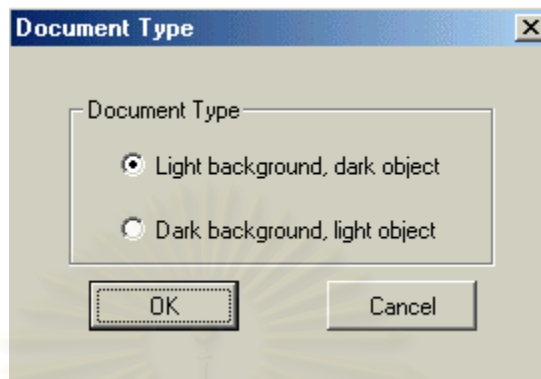 Document Type
Document Type
Light background, dark object
Dark background, light object
OK
Cancel